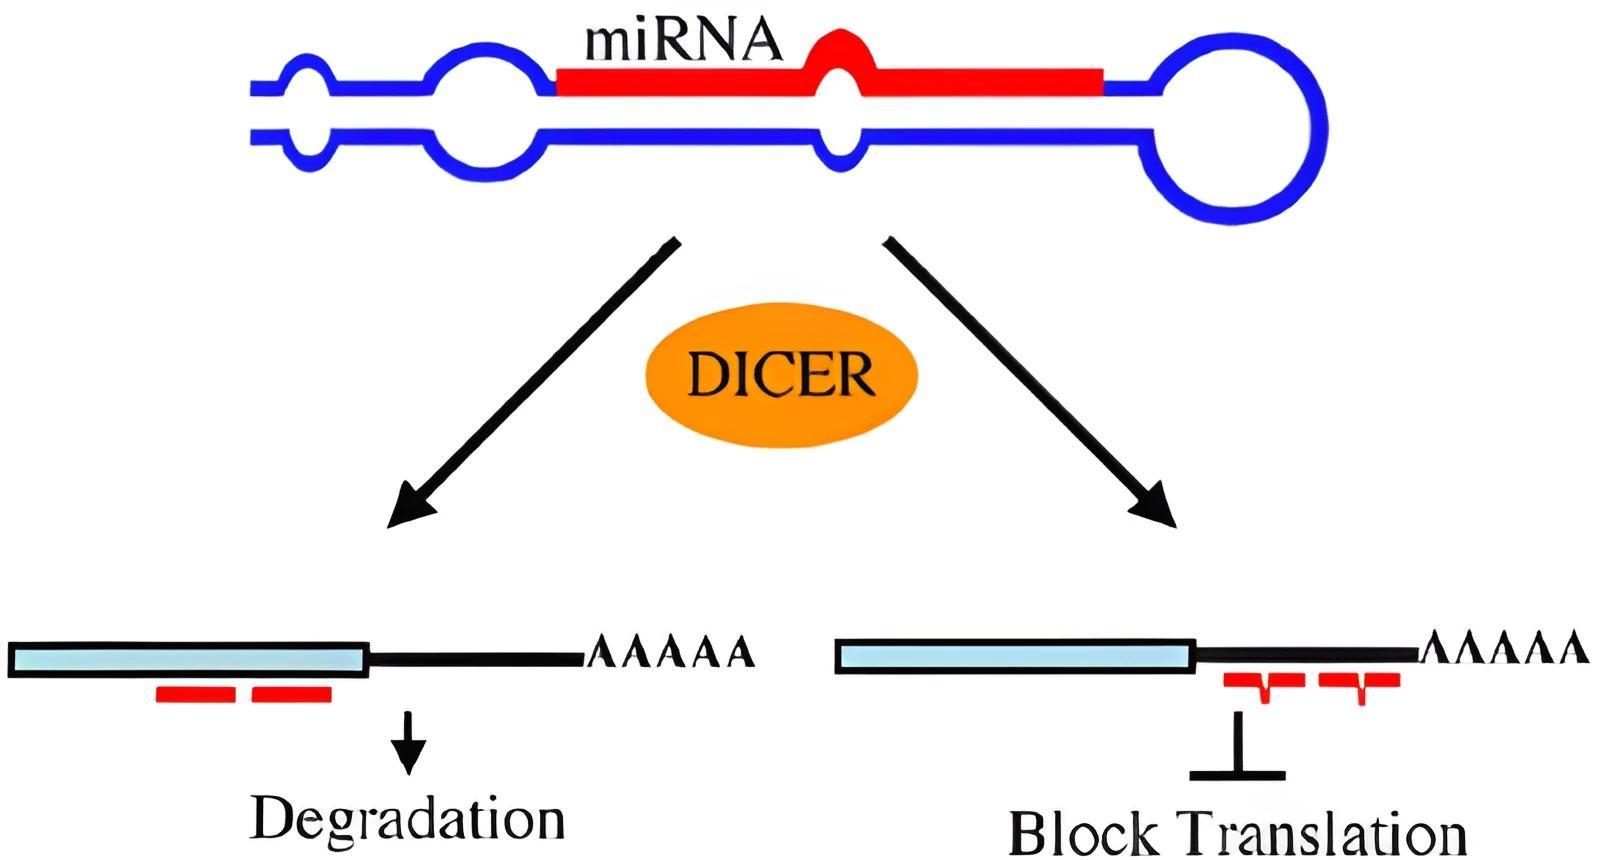 miRNA
DICER
AAAAA
AAAAA
Degradation
Block Translation